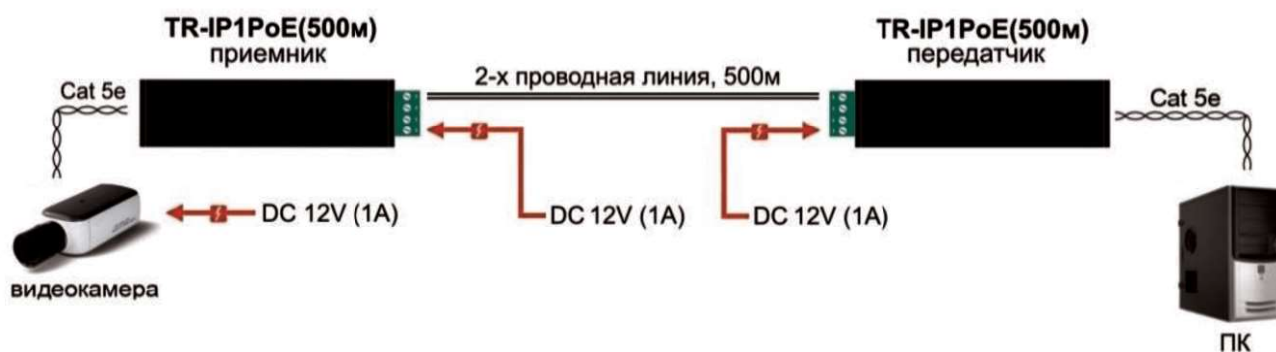 TR-IP1PoE(500м)
приемник
TR-IP1PoE(500м)
передатчик
Cat 5e
2-х проводная линия, 500м
Cat 5e
DC 12V (1A)
DC 12V (1A)
DC 12V (1A)
видеокамера
ПК